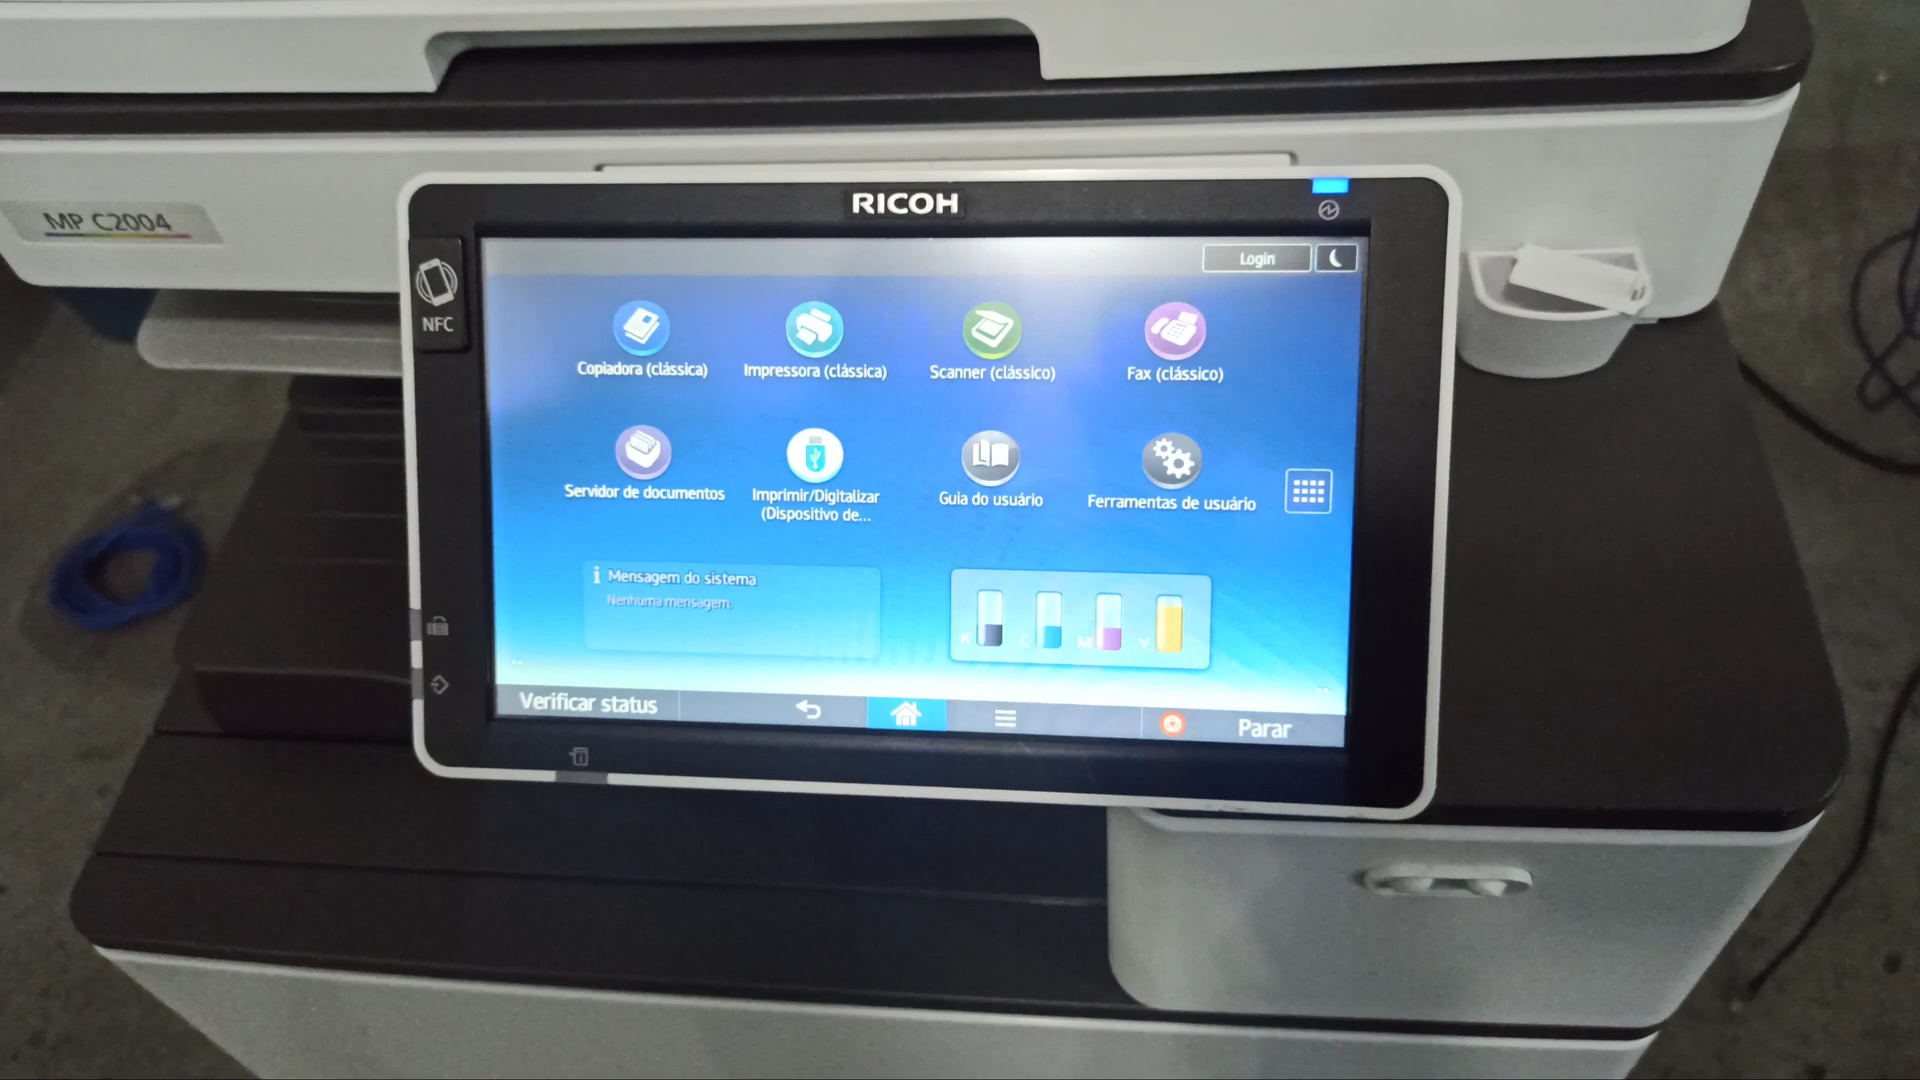 RICOH
MP C2004
NFC
Login
Copiadora (clássica)
Impressora (clássica)
Scanner (clássico)
Fax (clássico)
Servidor de documentos
Imprimir/Digitalizar
(Dispositivo de...
Guia do usuário
Ferramentas de usuário
Mensagem do sistema
Nenhuma mensagem.
K C M Y
Verificar status
Parar